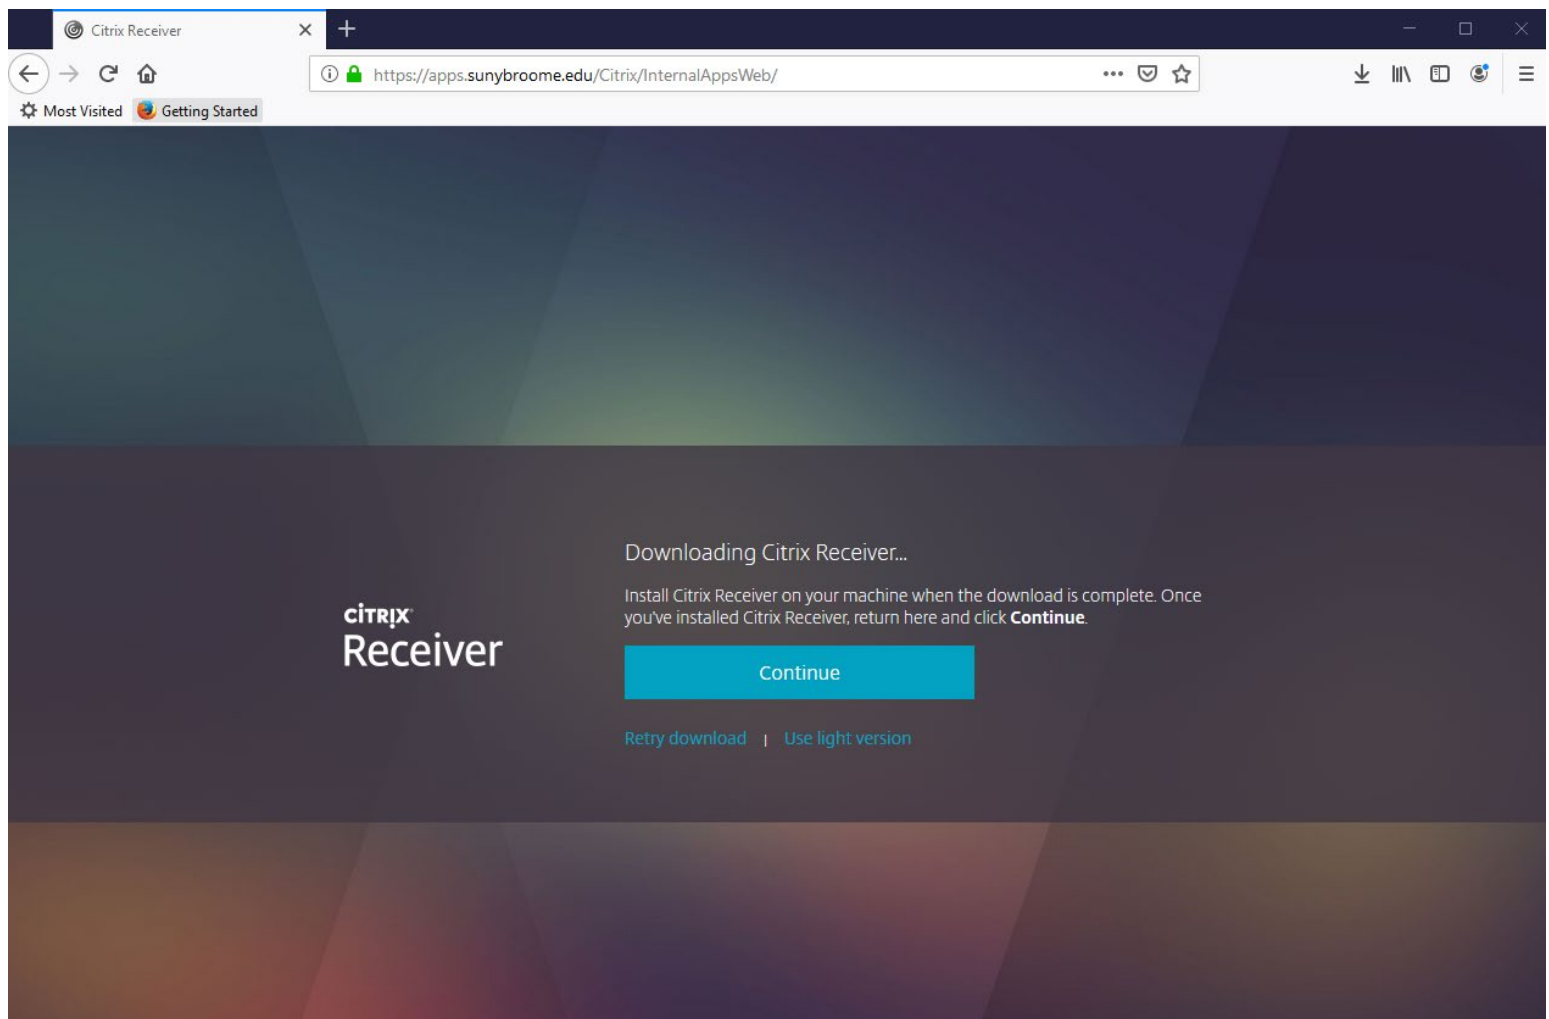 Citrix Receiver
https://apps.sunybroome.edu/Citrix/InternalAppsWeb/
Most Visited Getting Started
Downloading Citrix Receiver...
Install Citrix Receiver on your machine when the download is complete. Once
you've installed Citrix Receiver, return here and click Continue.
CİTRIX
Receiver
Continue
Retry download | Use light version